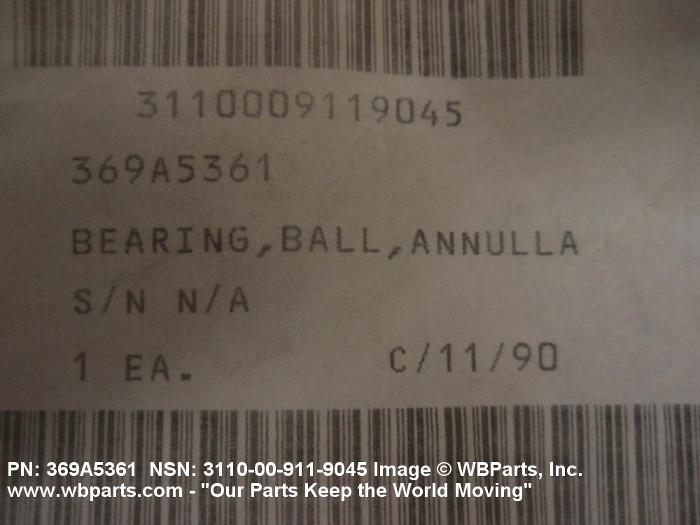 3110009119045
369A5361
BEARING,BALL,ANNULLA
S/N N/A
1 EA. C/11/90
PN: 369A5361 NSN: 3110-00-911-9045 Image © WBParts, Inc.
www.wbparts.com - "Our Parts Keep the World Moving"